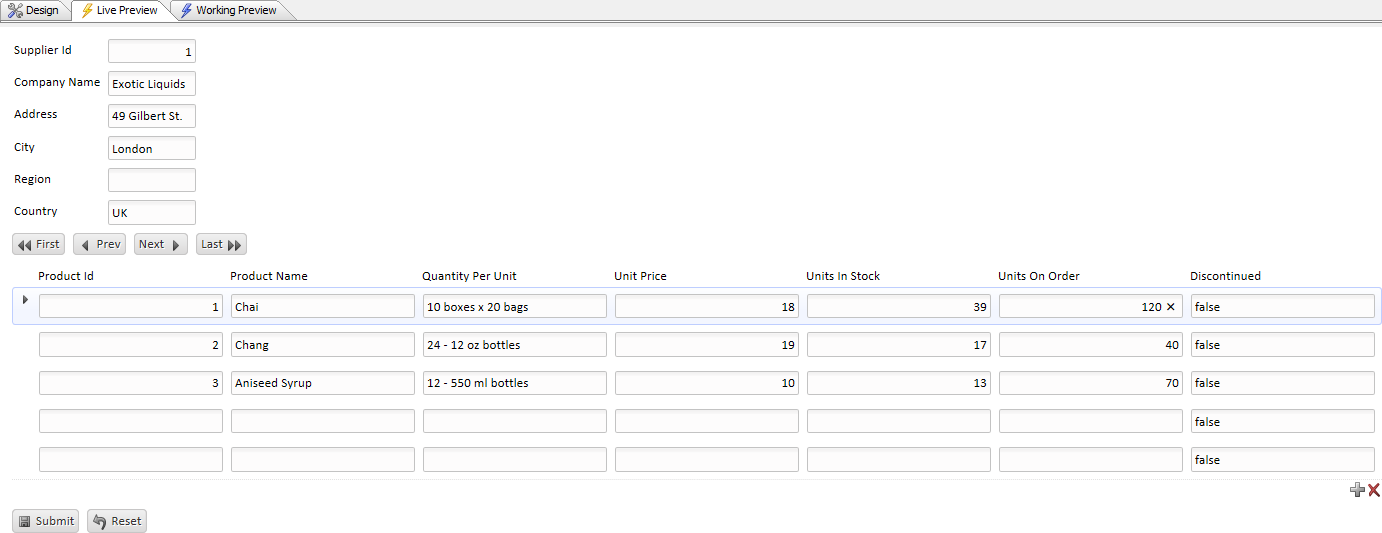 Design Live Preview Working Preview
Supplier Id 1
Company Name Exotic Liquids
Address 49 Gilbert St.
City London
Region
Country UK
First Prev Next Last
Product Id Product Name Quantity Per Unit Unit Price Units In Stock Units On Order Discontinued
1 Chai 10 boxes x 20 bags 18 39 120 false
2 Chang 24 - 12 oz bottles 19 17 40 false
3 Aniseed Syrup 12 - 550 ml bottles 10 13 70 false
false
false
Submit Reset